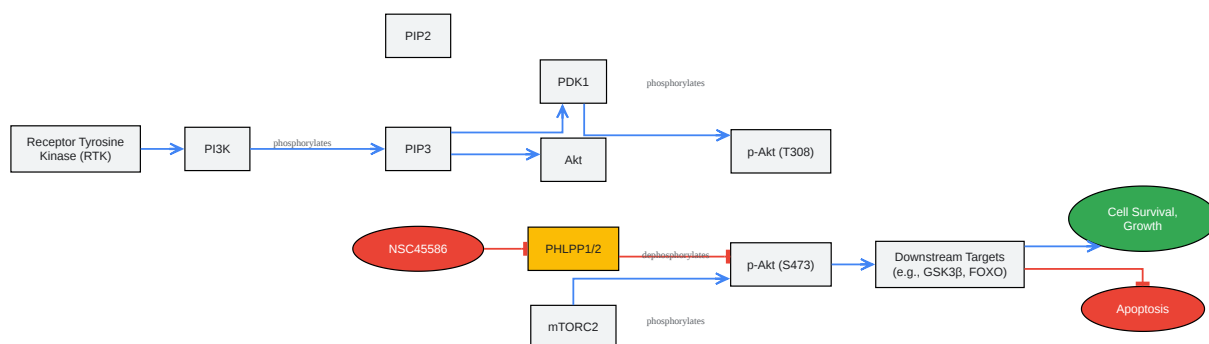 PIP2
PDK1
phosphorylates
Receptor Tyrosine
Kinase (RTK)
PI3K
phosphorylates
PIP3
Akt
p-Akt (T308)
Cell Survival,
Growth
NSC45586
PHLPP1/2
dephosphorylates
p-Akt (S473)
Downstream Targets
(e.g., GSK3β, FOXO)
Apoptosis
mTORC2
phosphorylates